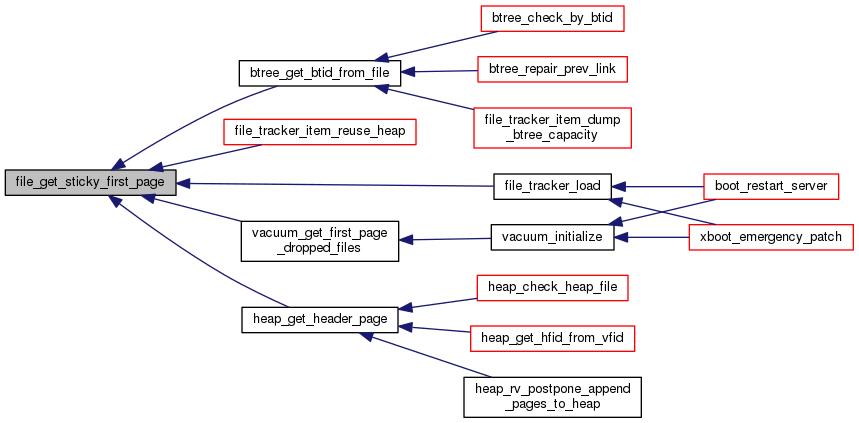 btree_check_by_btid
btree_get_btid_from_file
btree_repair_prev_link
file_tracker_item_dump
_btree_capacity
file_tracker_item_reuse_heap
file_get_sticky_first_page
file_tracker_load
boot_restart_server
vacuum_get_first_page
_dropped_files
vacuum_initialize
xboot_emergency_patch
heap_check_heap_file
heap_get_header_page
heap_get_hfid_from_vfid
heap_rv_postpone_append
_pages_to_heap